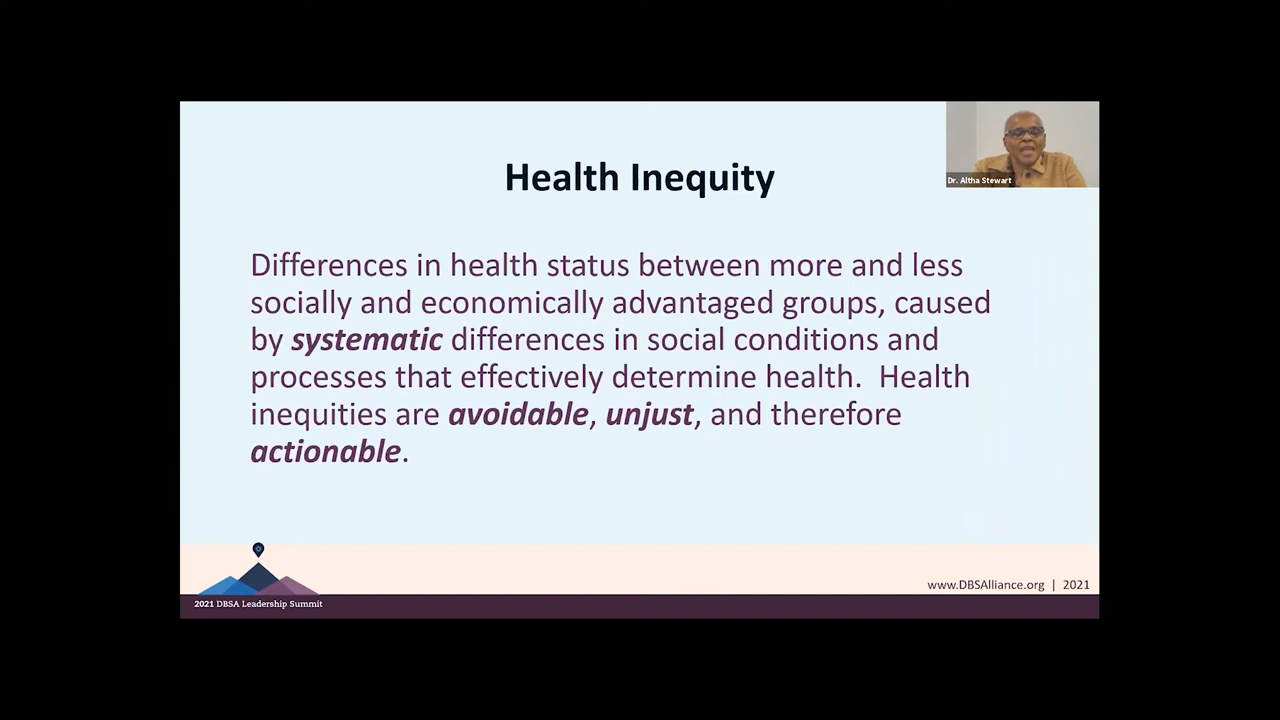 Health Inequity
Dr. Altha Stewart
Differences in health status between more and less
socially and economically advantaged groups, caused
by systematic differences in social conditions and
processes that effectively determine health.  Health
inequities are avoidable, unjust, and therefore
actionable.
www.DBSAlliance.org | 2021
2021 DBSA Leadership Summit